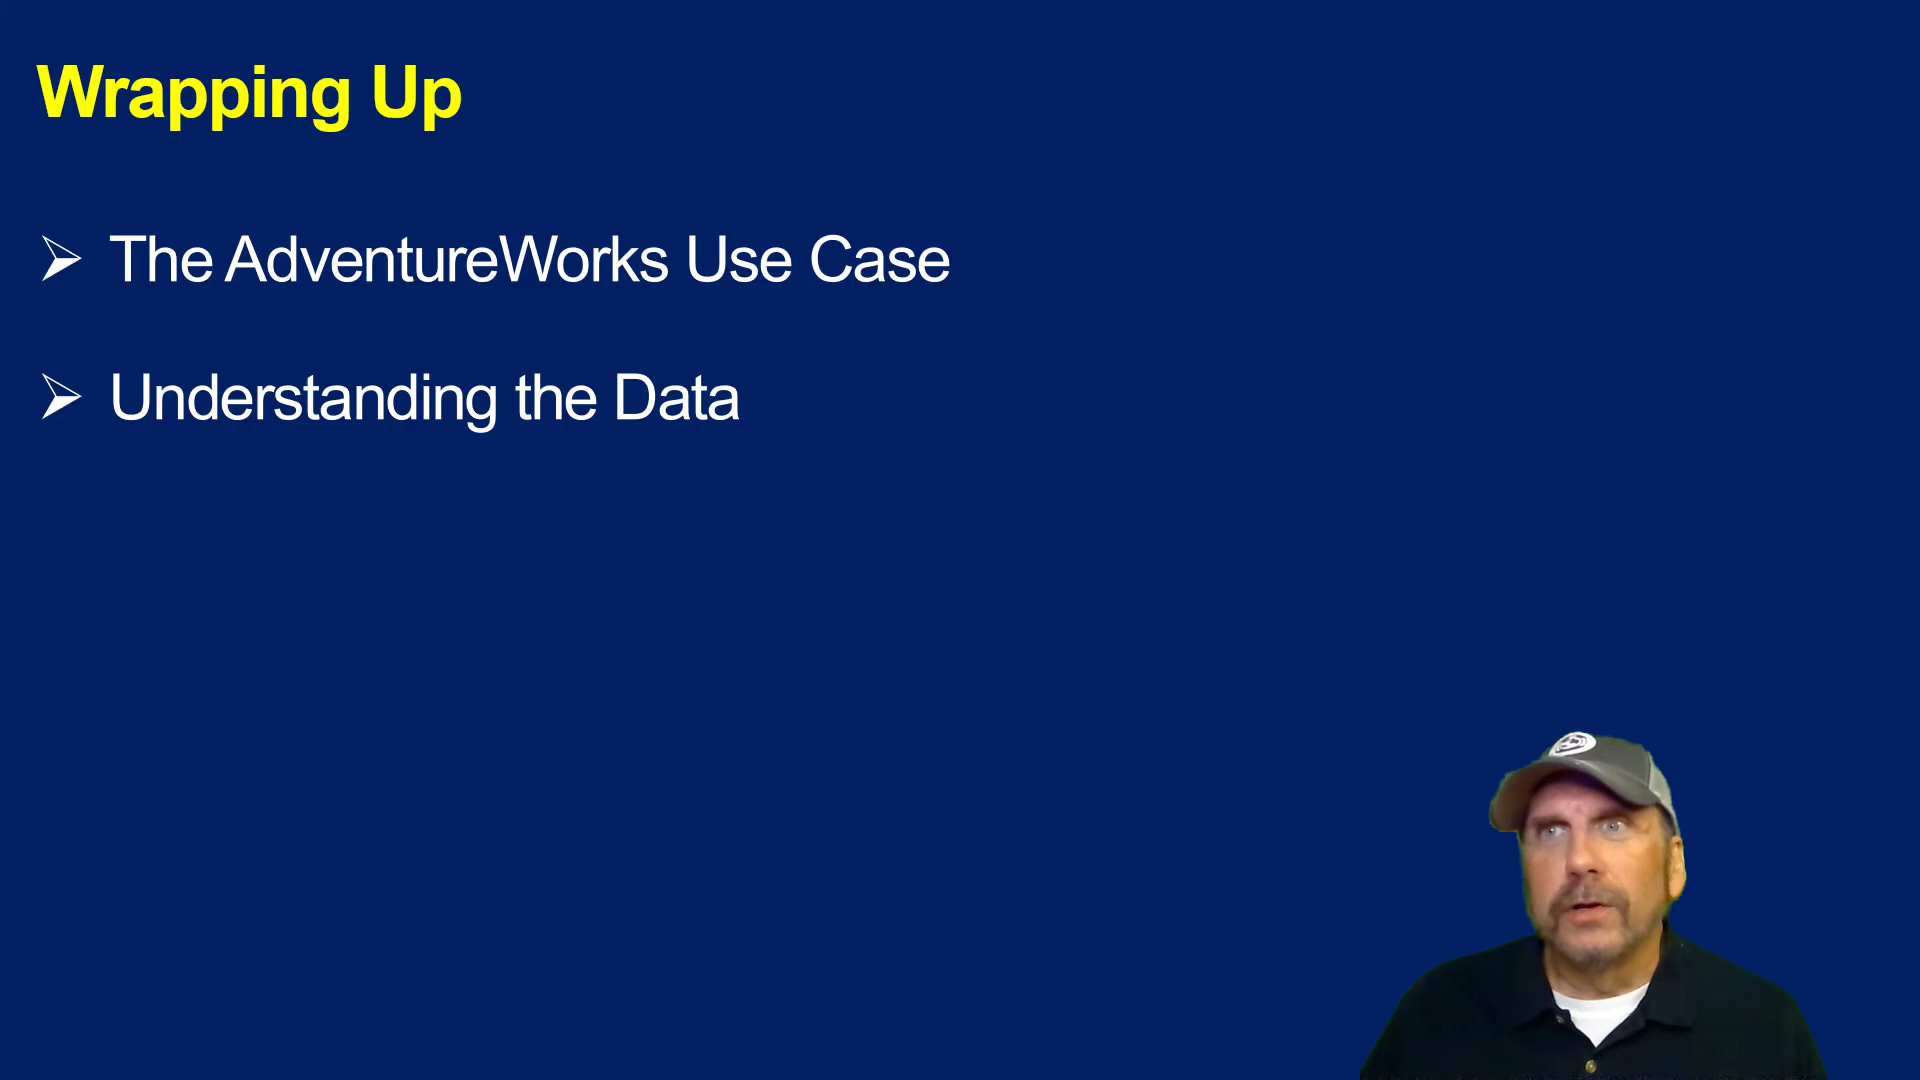 Wrapping Up
The AdventureWorks Use Case
Understanding the Data